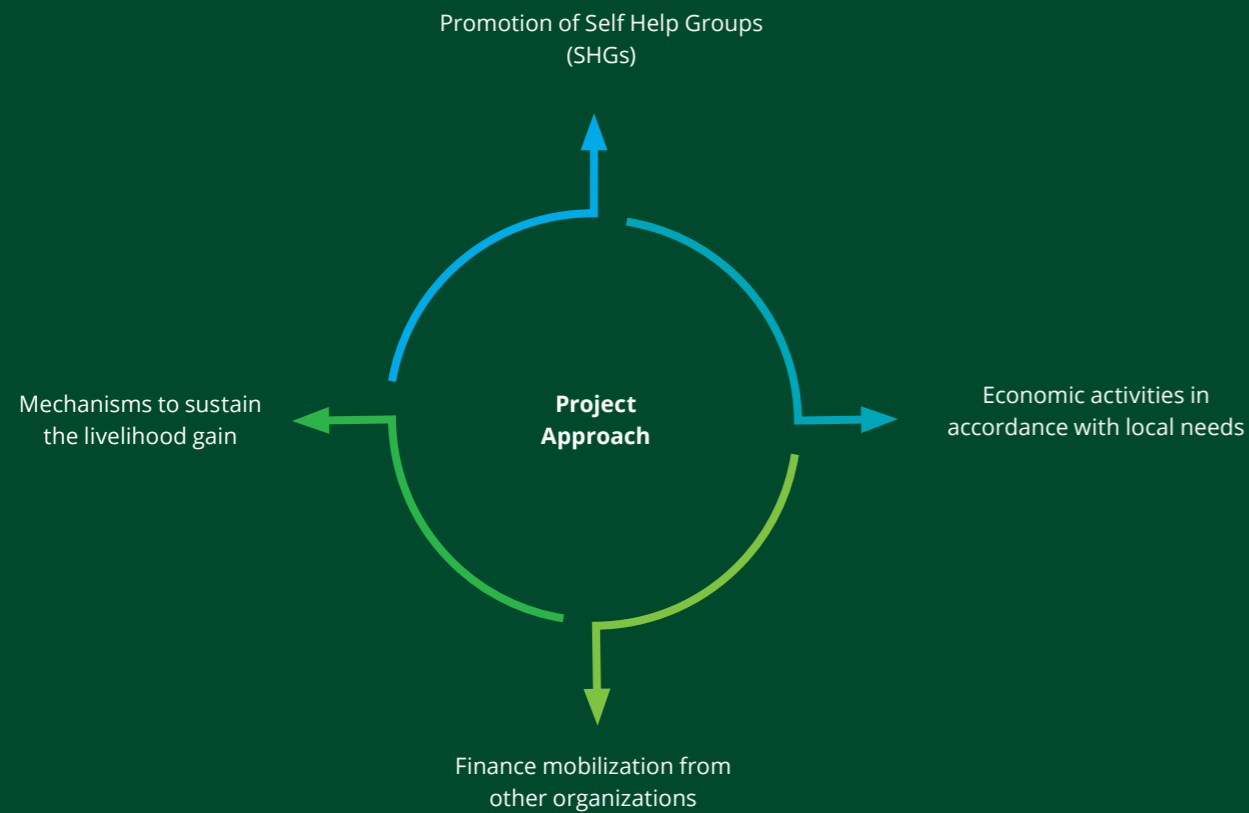 Promotion of Self Help Groups
(SHGs)
Mechanisms to sustain
the livelihood gain
Project
Approach
Economic activities in
accordance with local needs
Finance mobilization from
other organizations